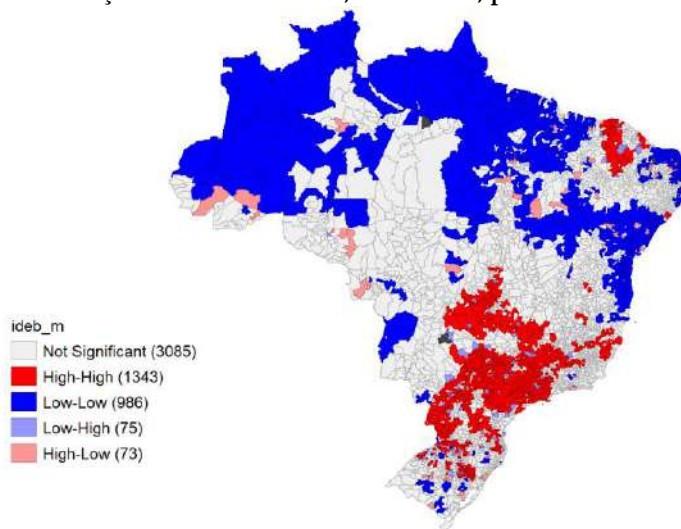 ideb_m
Not Significant (3085)
High-High (1343)
Low-Low (986)
Low-High (75)
High-Low (73)